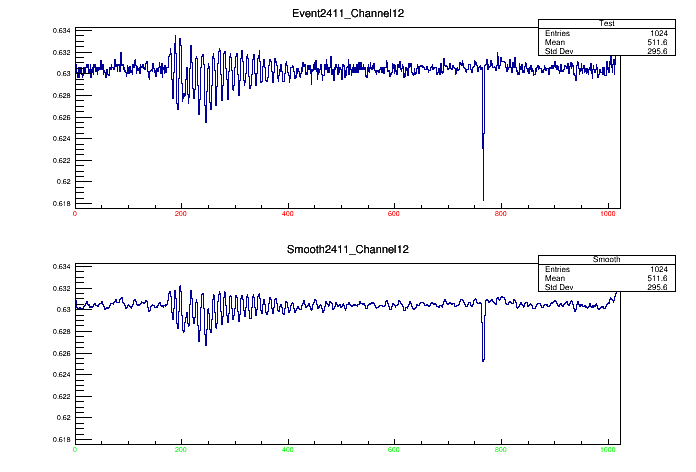 Event2411_Channel12
Test
Entries 1024
Mean 511.6
Std Dev 295.6
0.634
0.632
0.63
0.628
0.626
0.624
0.622
0.62
0.618
0 200 400 600 800 1000
Smooth2411_Channel12
Smooth
Entries 1024
Mean 511.6
Std Dev 295.6
0.634
0.632
0.63
0.628
0.626
0.624
0.622
0.62
0.618
0 200 400 600 800 1000